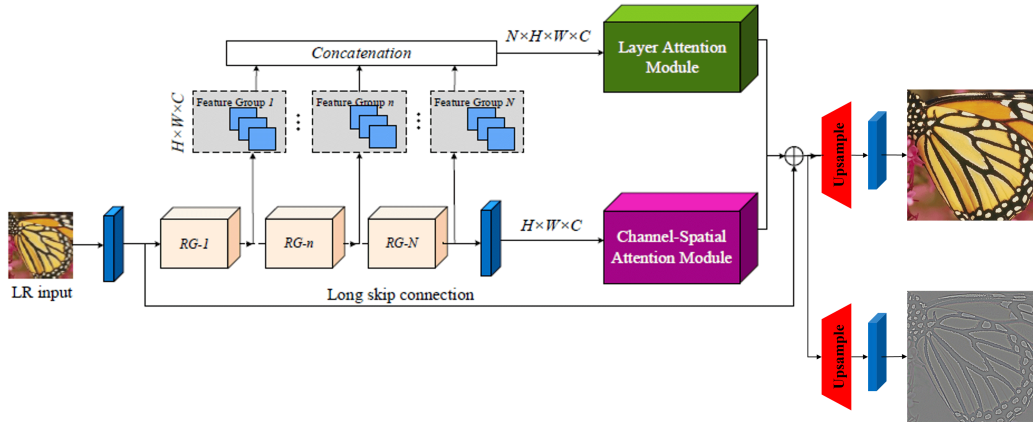 N×H×W×C
Concatenation
Layer Attention
Module
H×W×C
Feature Group 1
Feature Group n
Feature Group N
Upsample
RG-1
RG-n
RG-N
H×W×C
Channel-Spatial
Attention Module
LR input
Long skip connection
Upsample